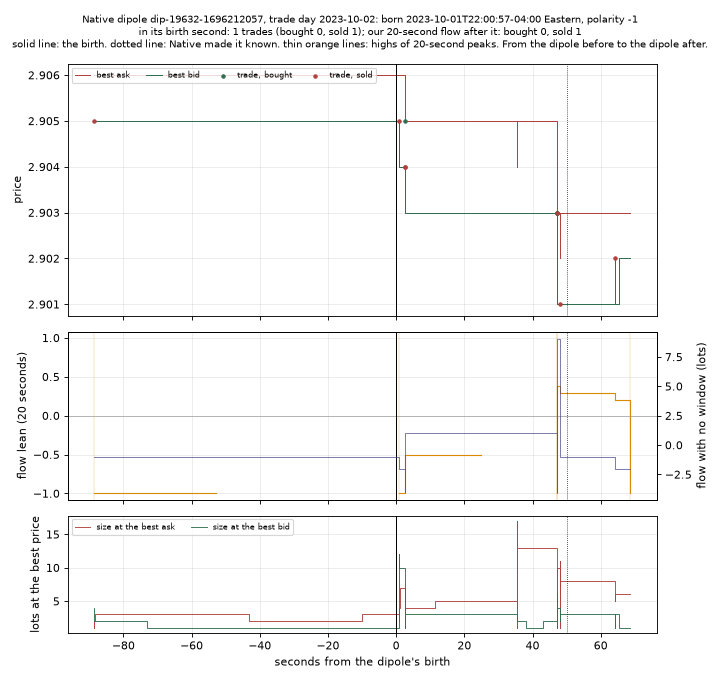 Native dipole dip-19632-1696212057, trade day 2023-10-02: born 2023-10-01T22:00:57-04:00 Eastern, polarity -1
in its birth second: 1 trades (bought 0, sold 1); our 20-second flow after it: bought 0, sold 1
solid line: the birth. dotted line: Native made it known. thin orange lines: highs of 20-second peaks. From the dipole before to the dipole after.
best ask best bid trade, bought trade, sold
2.906
2.905
2.904
2.903
2.902
2.901
price
1.0
0.5
0.0
−0.5
−1.0
flow lean (20 seconds)
7.5
5.0
2.5
0.0
−2.5
flow with no window (lots)
size at the best ask size at the best bid
15
10
5
lots at the best price
−80 −60 −40 −20 0 20 40 60
seconds from the dipole's birth